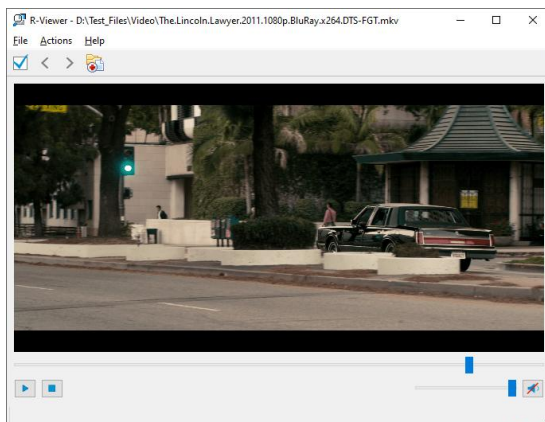 R-Viewer - D:\Test_Files\Video\The.Lincoln.Lawyer.2011.1080p.BluRay.x264.DTS-FGT.mkv
File Actions Help